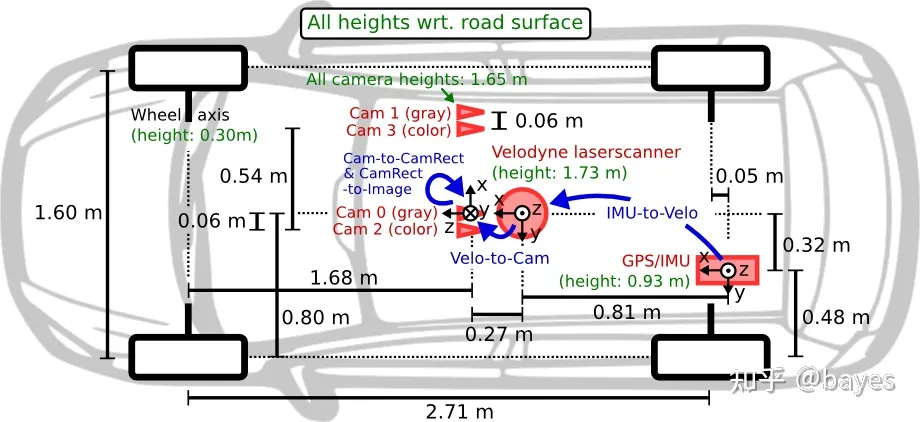 All heights wrt. road surface
All camera heights: 1.65 m
Wheel axis
(height: 0.30m)
Cam 1 (gray)
Cam 3 (color)
0.06 m
Cam-to-CamRect
& CamRect
-to-Image
Velodyne laserscanner
(height: 1.73 m)
0.54 m
0.05 m
x
x
y
z
z
y
1.60 m
0.06 m
Cam 0 (gray)
Cam 2 (color)
IMU-to-Velo
Velo-to-Cam
0.32 m
GPS/IMU
(height: 0.93 m)
x
z
y
1.68 m
0.80 m
0.27 m
0.81 m
0.48 m
2.71 m
知乎 @bayes